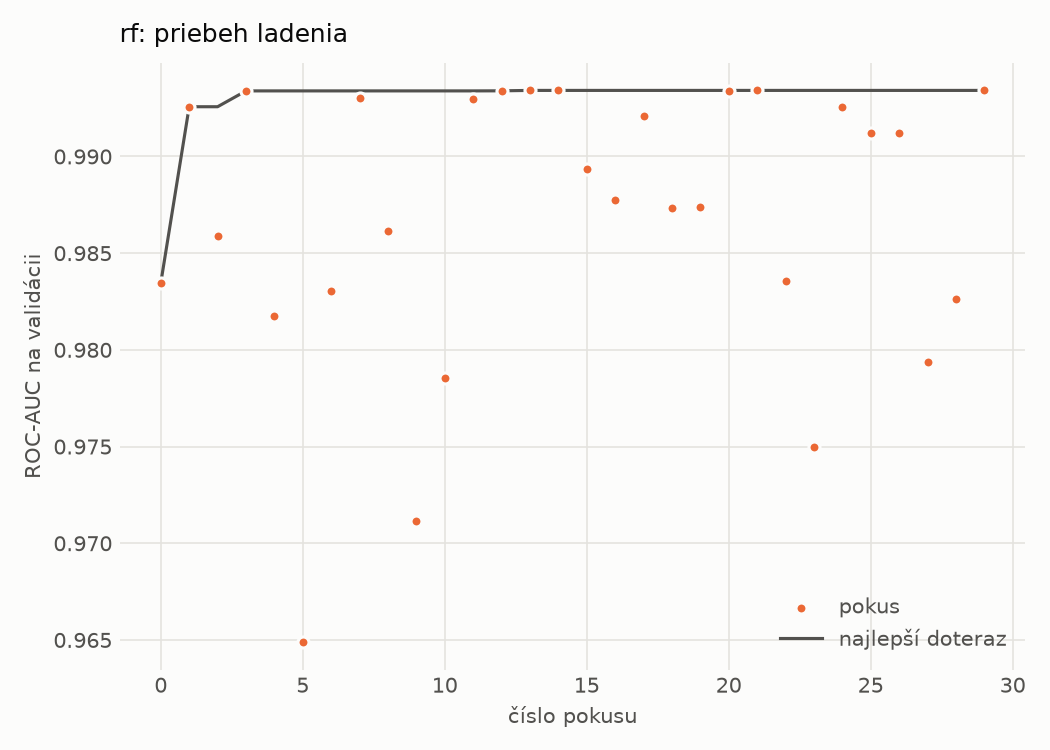 rf: priebeh ladenia
ROC-AUC na validácii
0.990
0.985
0.980
0.975
0.970
0.965
pokus
najlepší doteraz
0 5 10 15 20 25 30
číslo pokusu